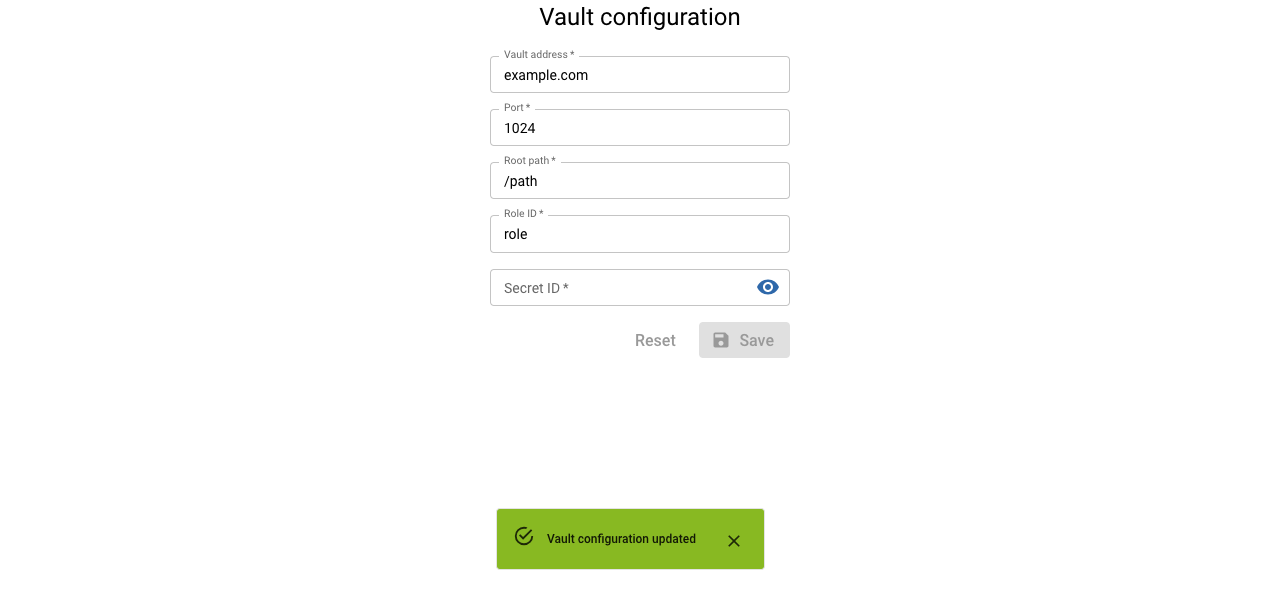 Vault configuration
Vault address *
example.com
Port *
1024
Root path *
/path
Role ID *
role
Secret ID *
Reset
Save
Vault configuration updated